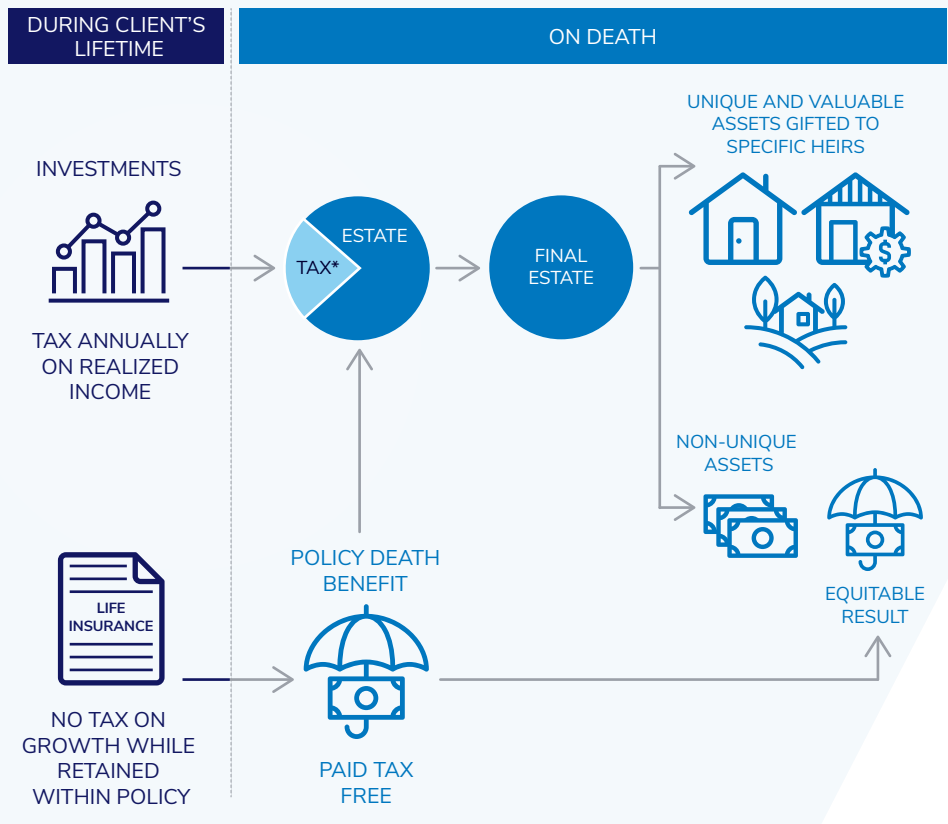 DURING CLIENT'S
LIFETIME
ON DEATH
UNIQUE AND VALUABLE
ASSETS GIFTED TO
SPECIFIC HEIRS
INVESTMENTS
ESTATE
TAX*
FINAL
ESTATE
$
TAX ANNUALLY
ON REALIZED
INCOME
NON-UNIQUE
ASSETS
POLICY DEATH
BENEFIT
EQUITABLE
RESULT
LIFE
INSURANCE
NO TAX ON
GROWTH WHILE
RETAINED
WITHIN POLICY
PAID TAX
FREE